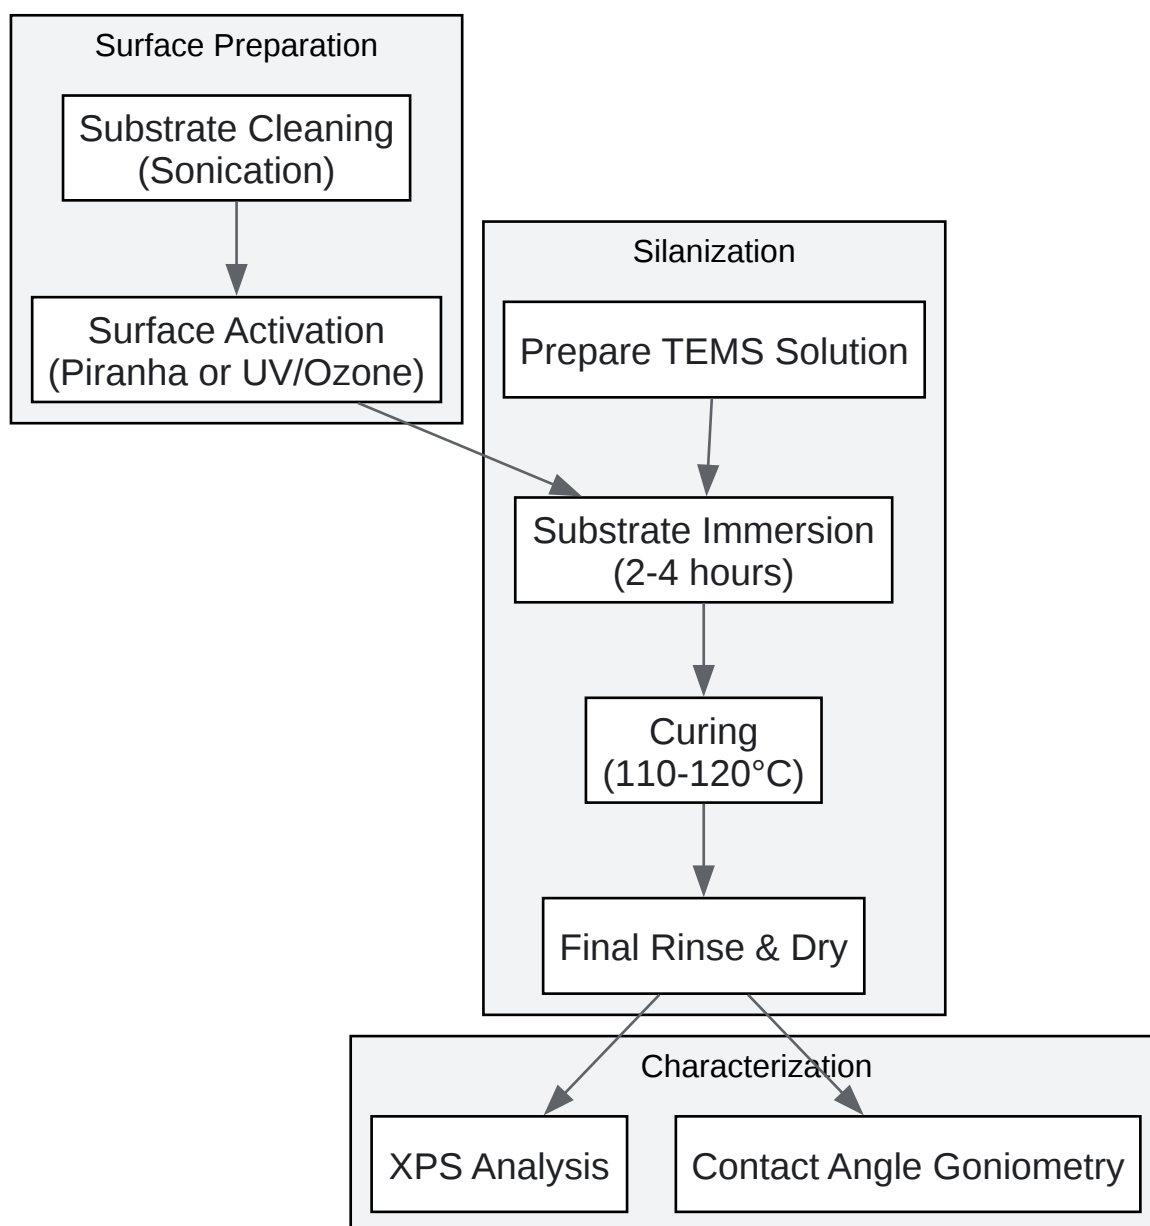 Surface Preparation
Substrate Cleaning
(Sonication)
Surface Activation
(Piranha or UV/Ozone)
Silanization
Prepare TEMS Solution
Substrate Immersion
(2-4 hours)
Curing
(110-120°C)
Final Rinse & Dry
Characterization
XPS Analysis
Contact Angle Goniometry